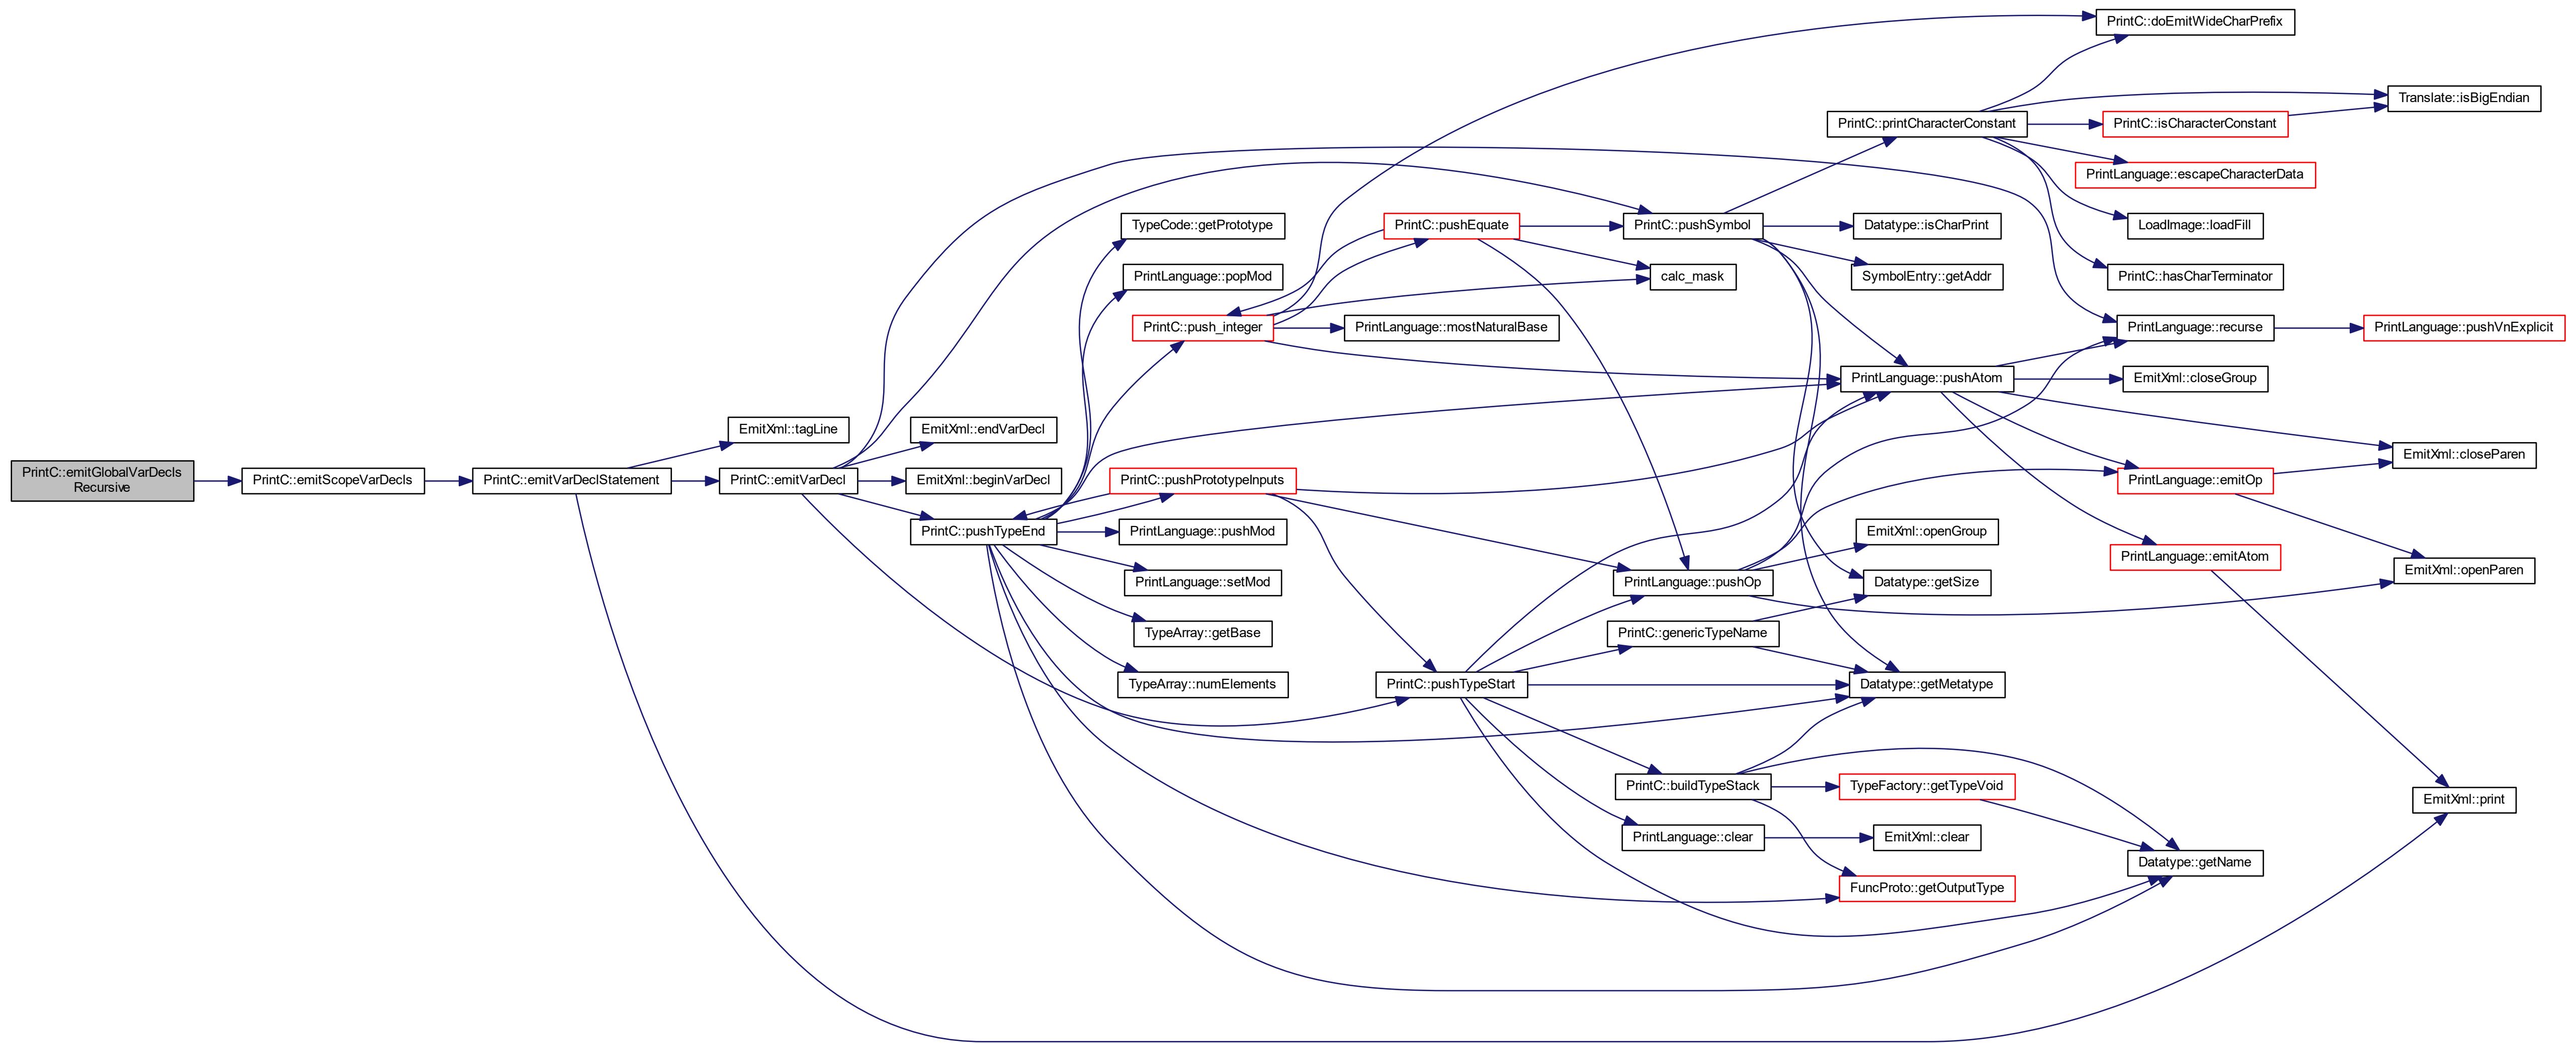 PrintC::emitGlobalVarDecls
Recursive
PrintC::emitScopeVarDecls
PrintC::emitVarDeclStatement
EmitXml::tagLine
PrintC::emitVarDecl
EmitXml::endVarDecl
EmitXml::beginVarDecl
PrintC::pushTypeEnd
TypeCode::getPrototype
PrintLanguage::popMod
PrintC::push_integer
PrintC::pushPrototypeInputs
PrintLanguage::pushMod
PrintLanguage::setMod
TypeArray::getBase
TypeArray::numElements
PrintC::pushEquate
PrintLanguage::mostNaturalBase
PrintC::pushTypeStart
PrintC::pushSymbol
calc_mask
PrintLanguage::pushOp
PrintC::genericTypeName
PrintC::buildTypeStack
PrintLanguage::clear
PrintC::printCharacterConstant
Datatype::isCharPrint
SymbolEntry::getAddr
PrintLanguage::pushAtom
EmitXml::openGroup
Datatype::getSize
Datatype::getMetatype
TypeFactory::getTypeVoid
EmitXml::clear
FuncProto::getOutputType
PrintC::doEmitWideCharPrefix
PrintC::isCharacterConstant
PrintLanguage::escapeCharacterData
LoadImage::loadFill
PrintC::hasCharTerminator
PrintLanguage::recurse
EmitXml::closeGroup
PrintLanguage::emitOp
PrintLanguage::emitAtom
Datatype::getName
Translate::isBigEndian
PrintLanguage::pushVnExplicit
EmitXml::closeParen
EmitXml::openParen
EmitXml::print